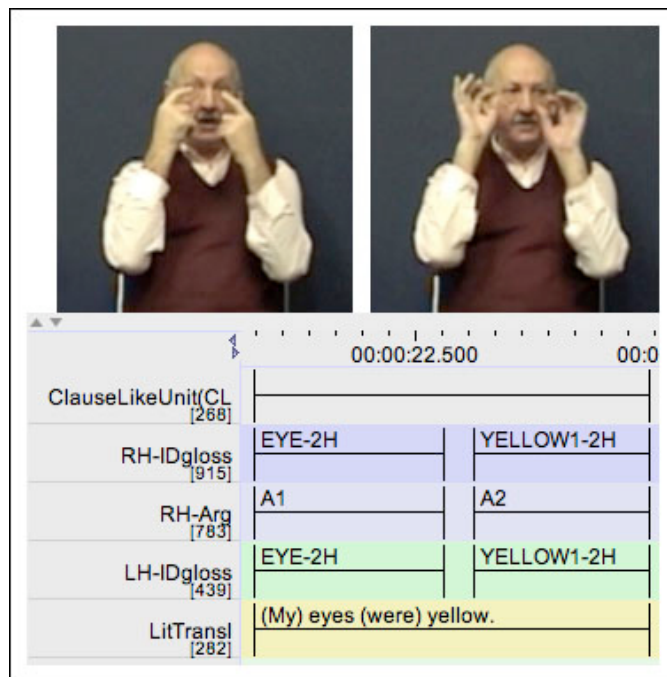 00:00:22.500 00:0
ClauseLikeUnit(CL
[268]
EYE-2H YELLOW1-2H
RH-IDgloss
[915]
A1 A2
RH-Arg
[783]
EYE-2H YELLOW1-2H
LH-IDgloss
[439]
(My) eyes (were) yellow.
LitTransl
[282]